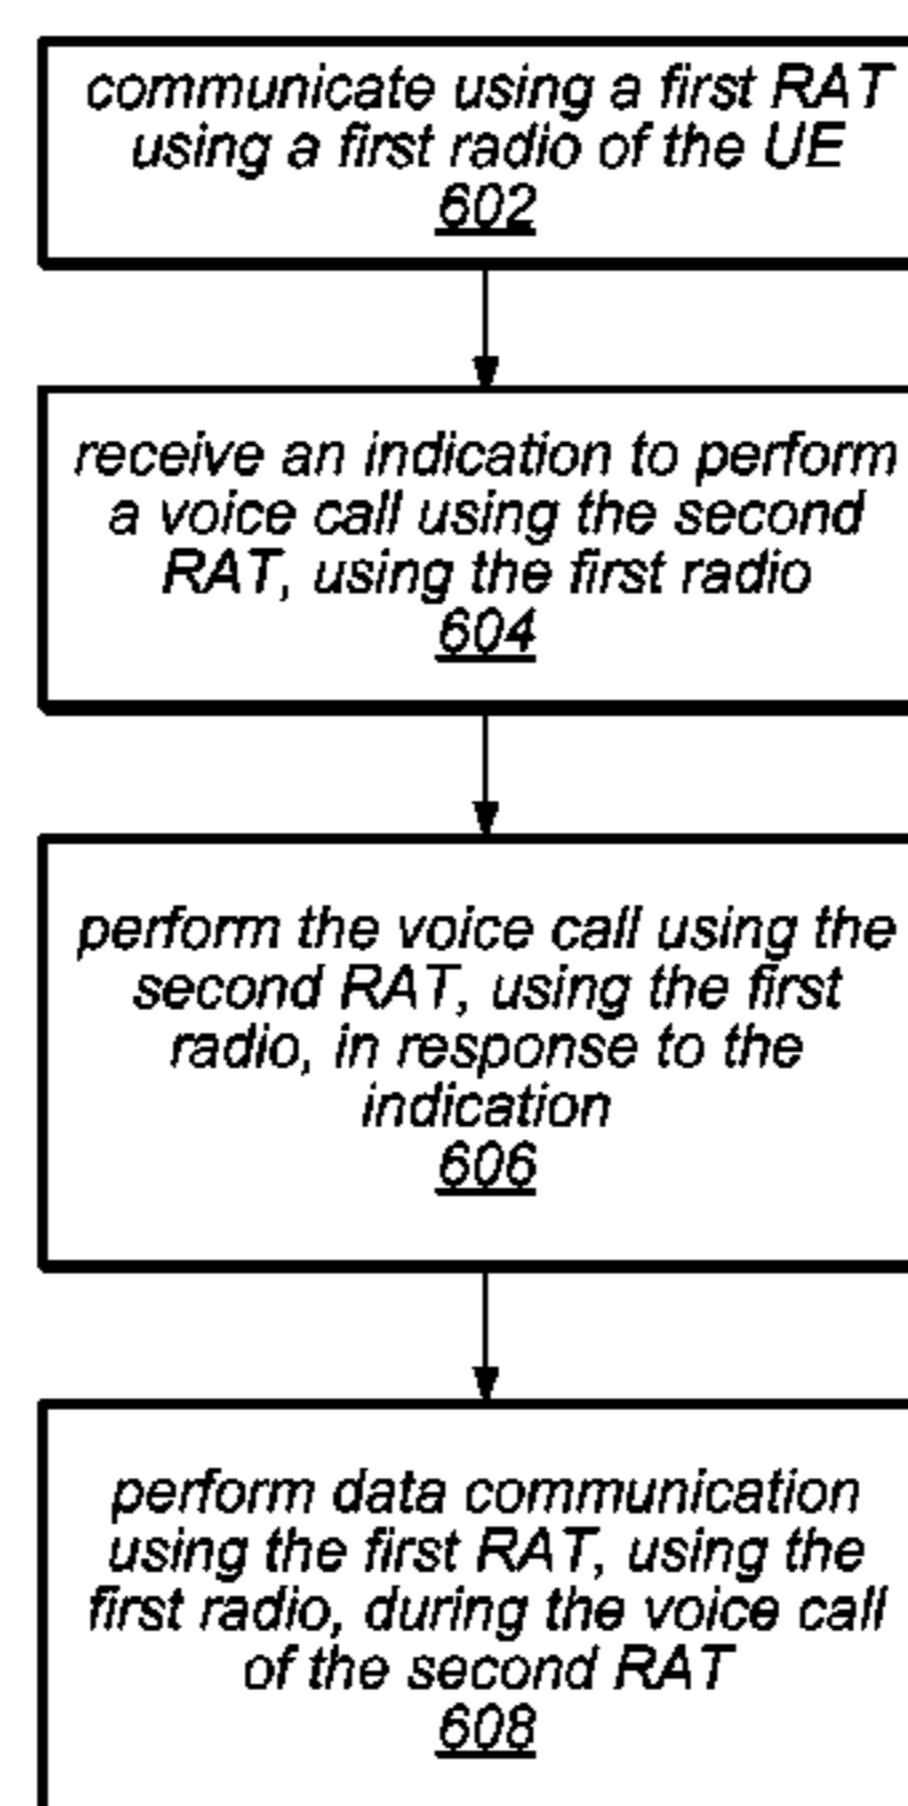 communicate using a first RAT
using a first radio of the UE
602
receive an indication to perform
a voice call using the second
RAT, using the first radio
604
perform the voice call using the
second RAT, using the first
radio, in response to the
indication
606
perform data communication
using the first RAT, using the
first radio, during the voice call
of the second RAT
608